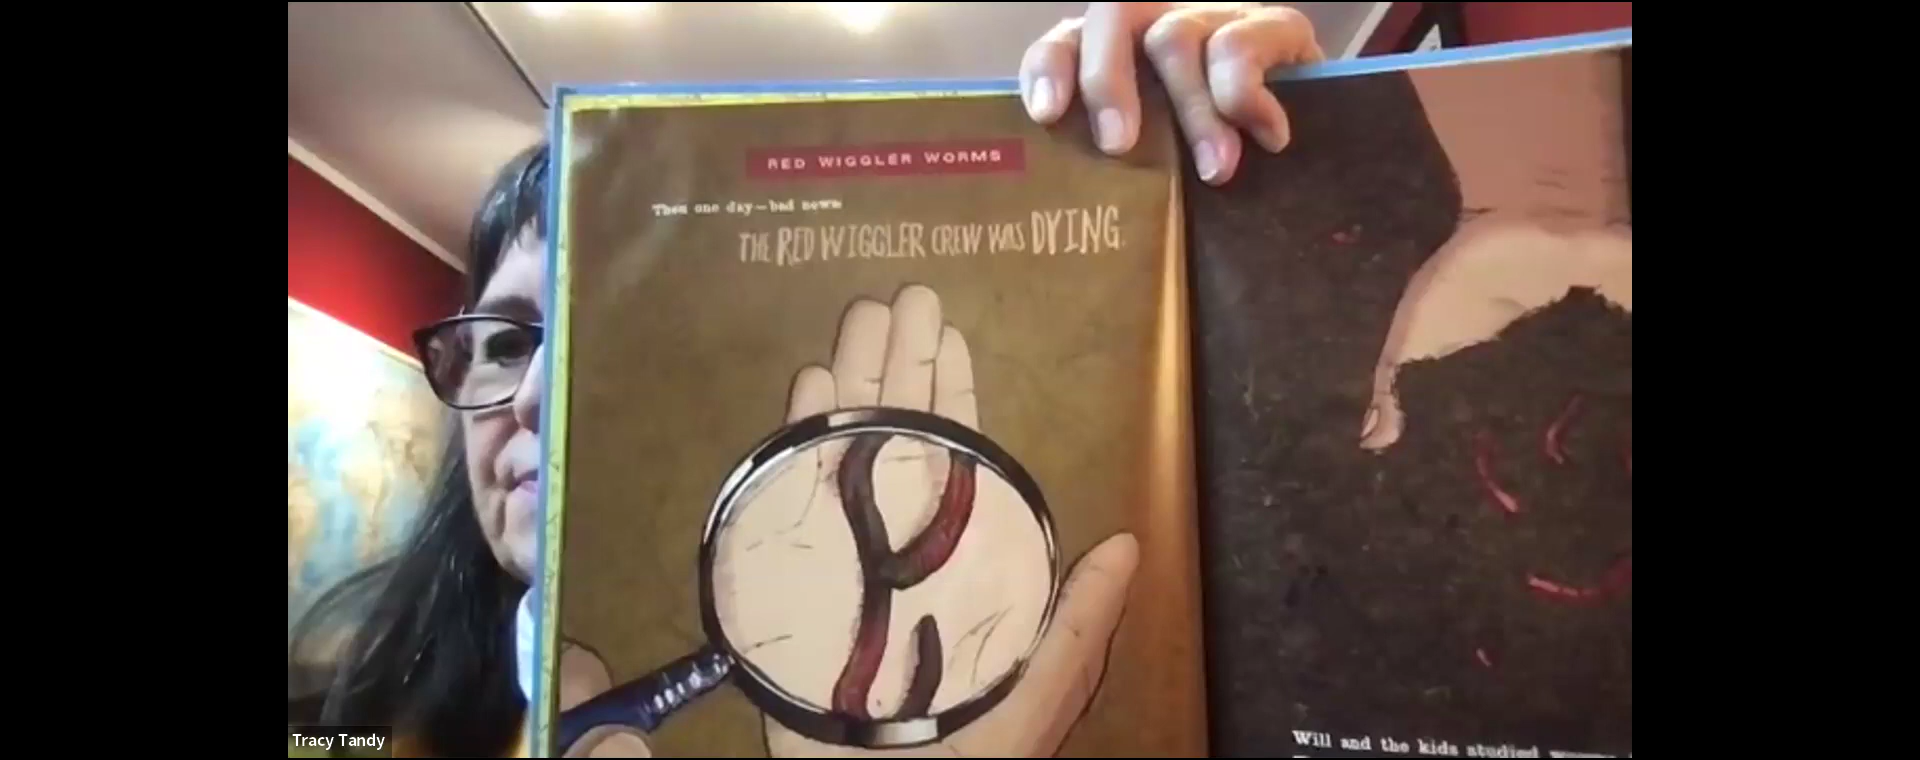 RED WIGGLER WORMS
Then one day—bad news:
THE RED WIGGLER CREW WAS DYING.
Will and the kids studied
Tracy Tandy